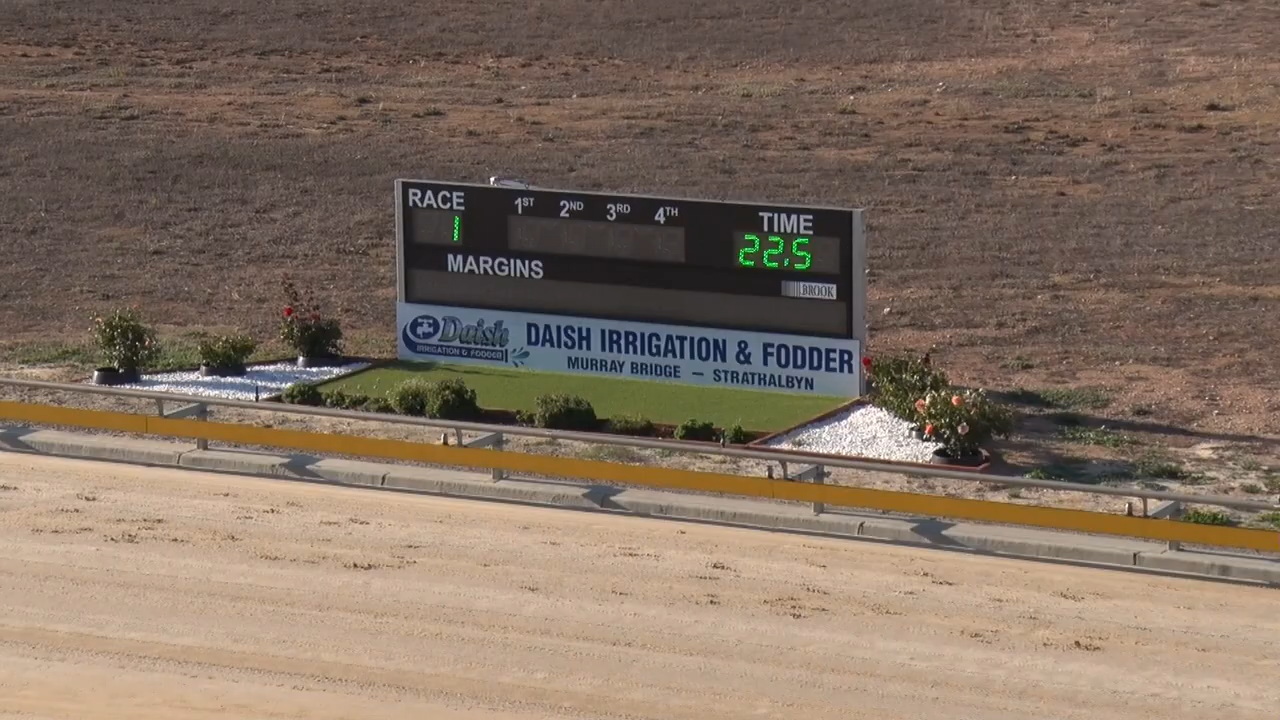 RACE 1ST 2ND 3RD 4TH TIME
1 22.5
MARGINS
BROOK
Daish
IRRIGATION & FODDER
DAISH IRRIGATION & FODDER
MURRAY BRIDGE — STRATHALBYN